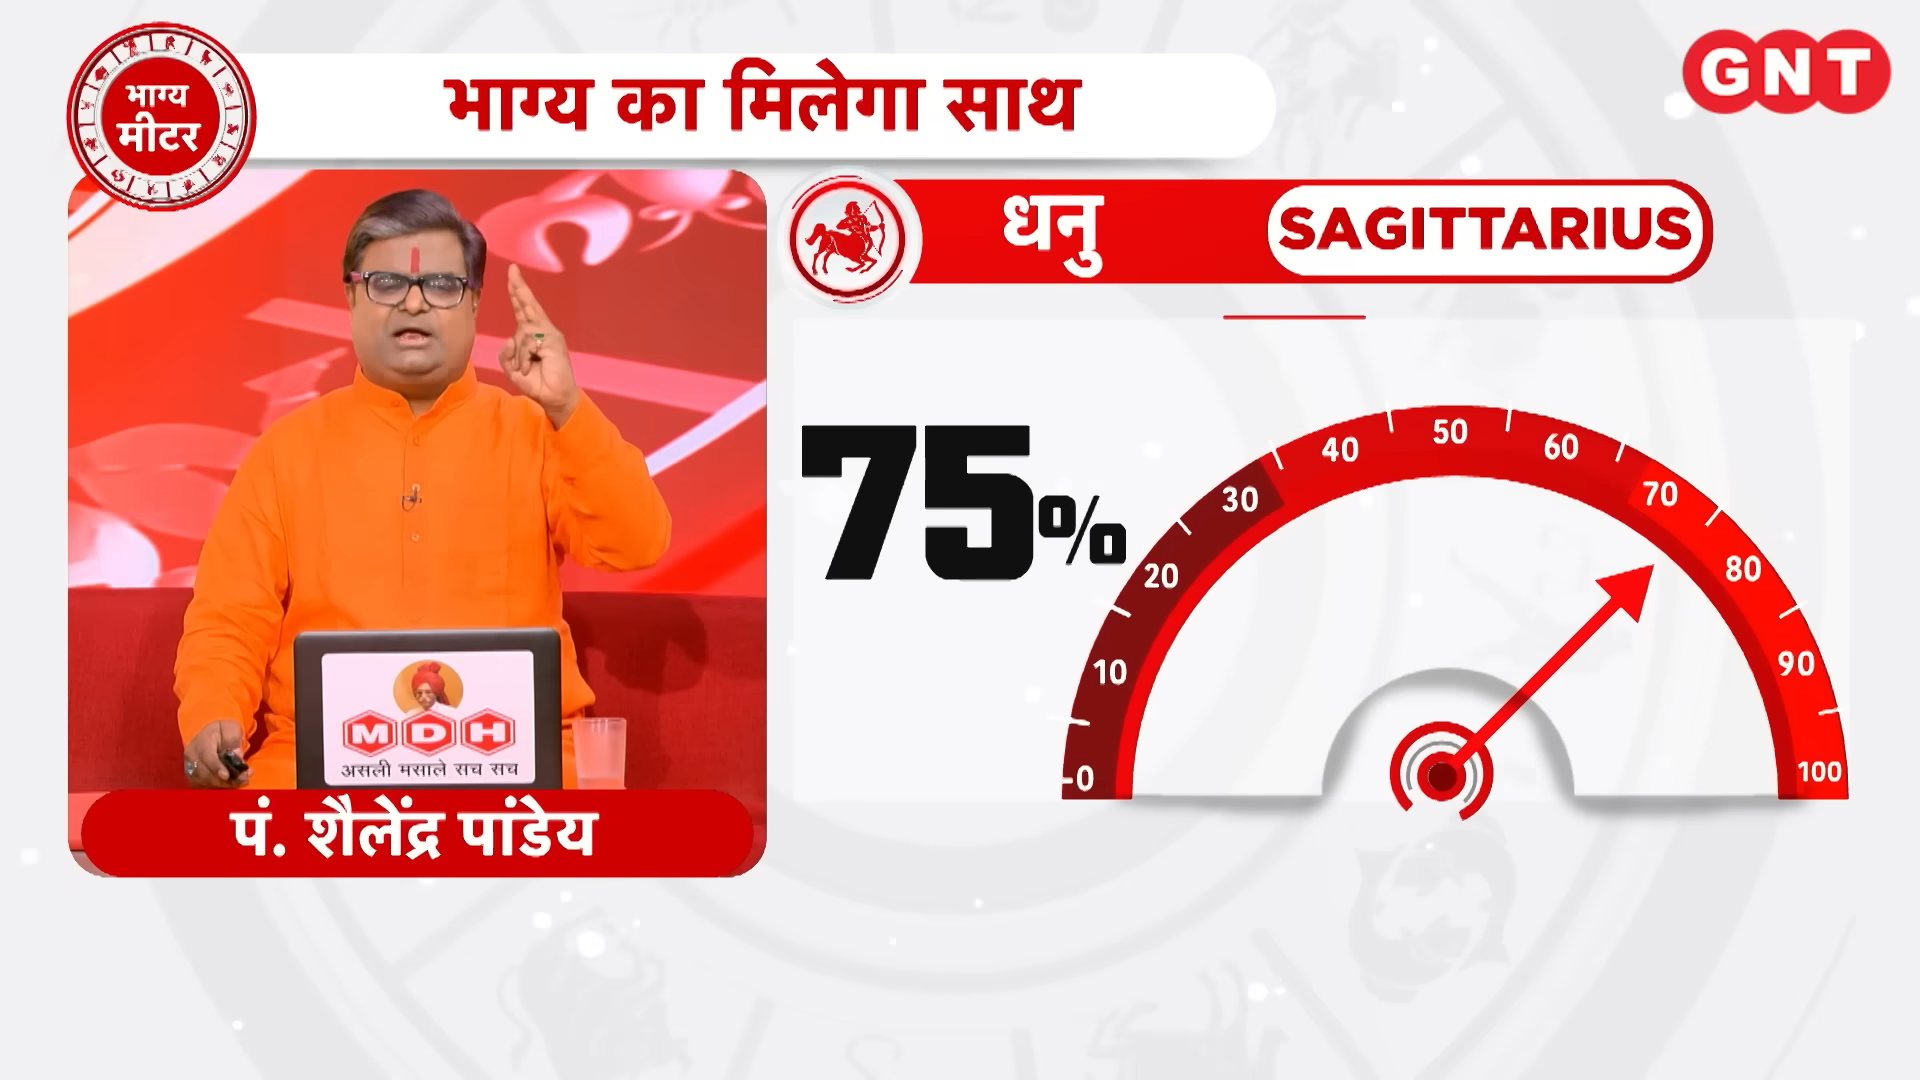 भाग्य
मीटर
भाग्य का मिलेगा साथ
GNT
धनु
SAGITTARIUS
75%
0
10
20
30
40
50
60
70
80
90
100
MDH
असली मसाले सच सच
पं. शैलेंद्र पांडेय